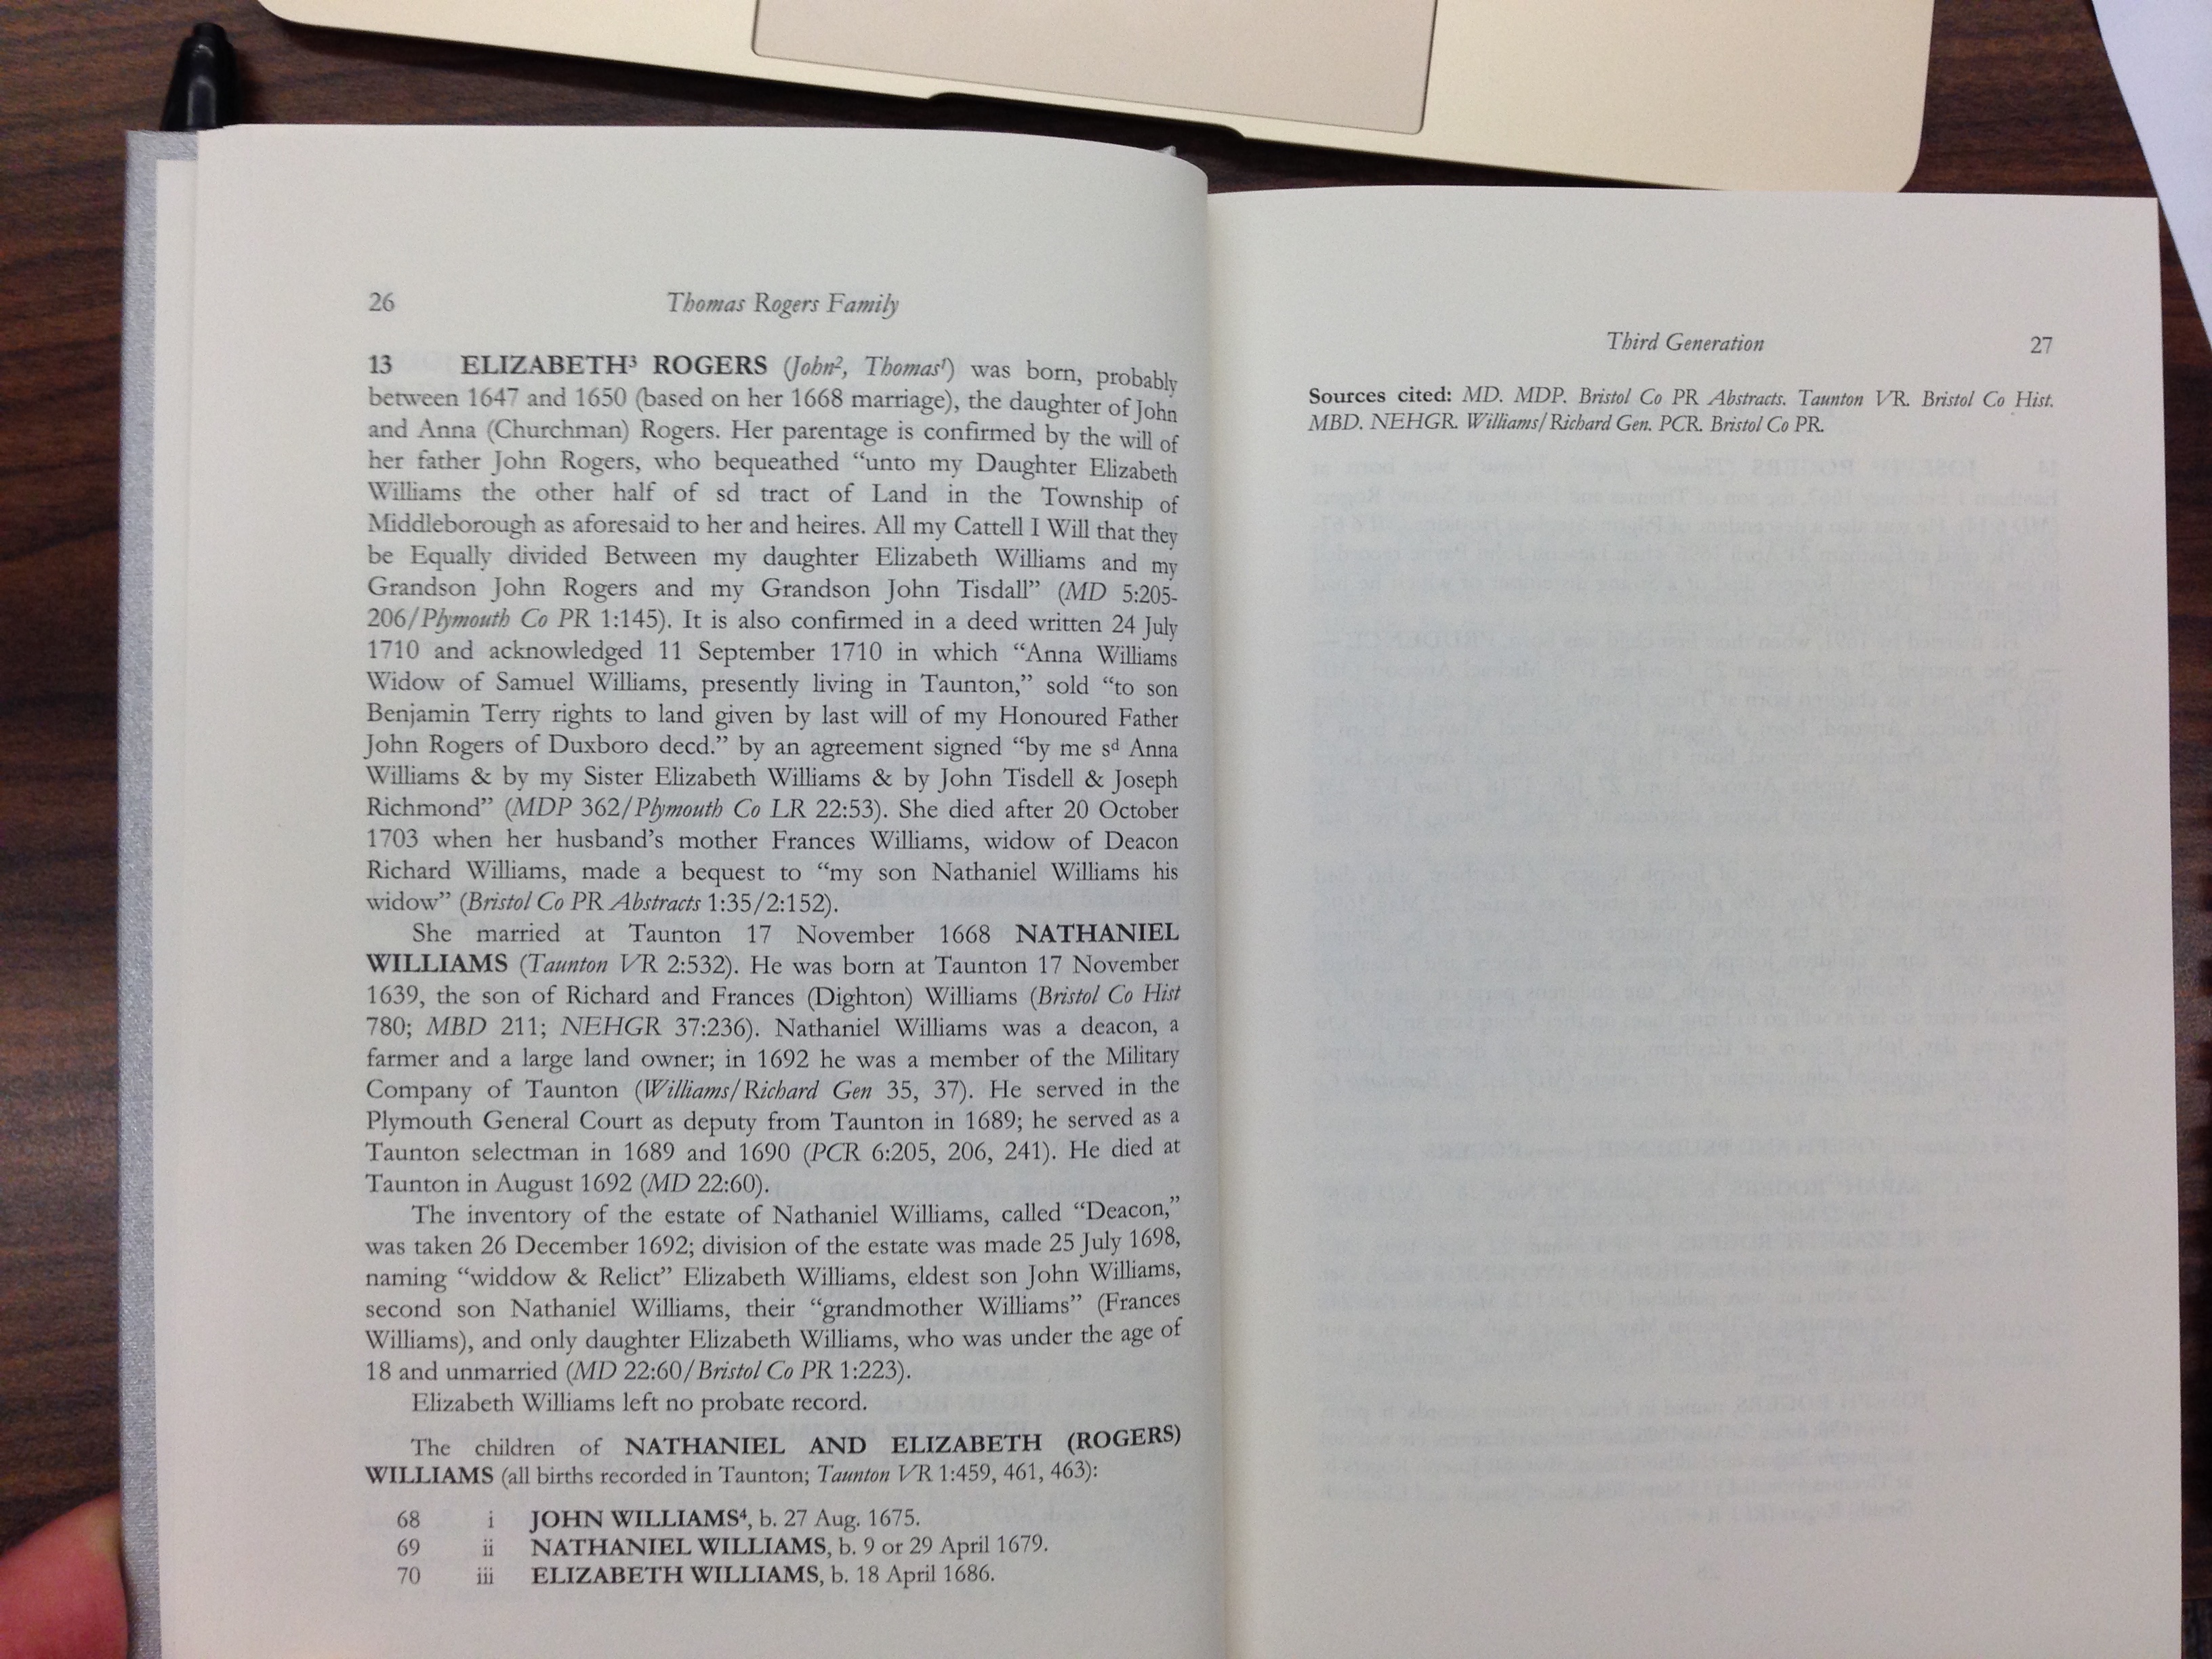 26
Thomas Rogers Family
13 ELIZABETH³ ROGERS (John², Thomas¹) was born, probably
between 1647 and 1650 (based on her 1668 marriage), the daughter of John
and Anna (Churchman) Rogers. Her parentage is confirmed by the will of
her father John Rogers, who bequeathed “unto my Daughter Elizabeth
Williams the other half of sd tract of Land in the Township of
Middleborough as aforesaid to her and heires. All my Cattell I Will that they
be Equally divided Between my daughter Elizabeth Williams and my
Grandson John Rogers and my Grandson John Tisdall” (MD 5:205-
206/Plymouth Co PR 1:145). It is also confirmed in a deed written 24 July
1710 and acknowledged 11 September 1710 in which “Anna Williams
Widow of Samuel Williams, presently living in Taunton,” sold “to son
Benjamin Terry rights to land given by last will of my Honoured Father
John Rogers of Duxboro decd.” by an agreement signed “by me sᵈ Anna
Williams & by my Sister Elizabeth Williams & by John Tisdell & Joseph
Richmond” (MDP 362/Plymouth Co LR 22:53). She died after 20 October
1703 when her husband’s mother Frances Williams, widow of Deacon
Richard Williams, made a bequest to “my son Nathaniel Williams his
widow” (Bristol Co PR Abstracts 1:35/2:152).
She married at Taunton 17 November 1668 NATHANIEL
WILLIAMS (Taunton VR 2:532). He was born at Taunton 17 November
1639, the son of Richard and Frances (Dighton) Williams (Bristol Co Hist
780; MBD 211; NEHGR 37:236). Nathaniel Williams was a deacon, a
farmer and a large land owner; in 1692 he was a member of the Military
Company of Taunton (Williams/Richard Gen 35, 37). He served in the
Plymouth General Court as deputy from Taunton in 1689; he served as a
Taunton selectman in 1689 and 1690 (PCR 6:205, 206, 241). He died at
Taunton in August 1692 (MD 22:60).
The inventory of the estate of Nathaniel Williams, called “Deacon,”
was taken 26 December 1692; division of the estate was made 25 July 1698,
naming “widdow & Relict” Elizabeth Williams, eldest son John Williams,
second son Nathaniel Williams, their “grandmother Williams” (Frances
Williams), and only daughter Elizabeth Williams, who was under the age of
18 and unmarried (MD 22:60/Bristol Co PR 1:223).
Elizabeth Williams left no probate record.
The children of NATHANIEL AND ELIZABETH (ROGERS)
WILLIAMS (all births recorded in Taunton; Taunton VR 1:459, 461, 463):
68 i JOHN WILLIAMS⁴, b. 27 Aug. 1675.
69 ii NATHANIEL WILLIAMS, b. 9 or 29 April 1679.
70 iii ELIZABETH WILLIAMS, b. 18 April 1686.
Third Generation
27
Sources cited: MD. MDP. Bristol Co PR Abstracts. Taunton VR. Bristol Co Hist.
MBD. NEHGR. Williams/Richard Gen. PCR. Bristol Co PR.